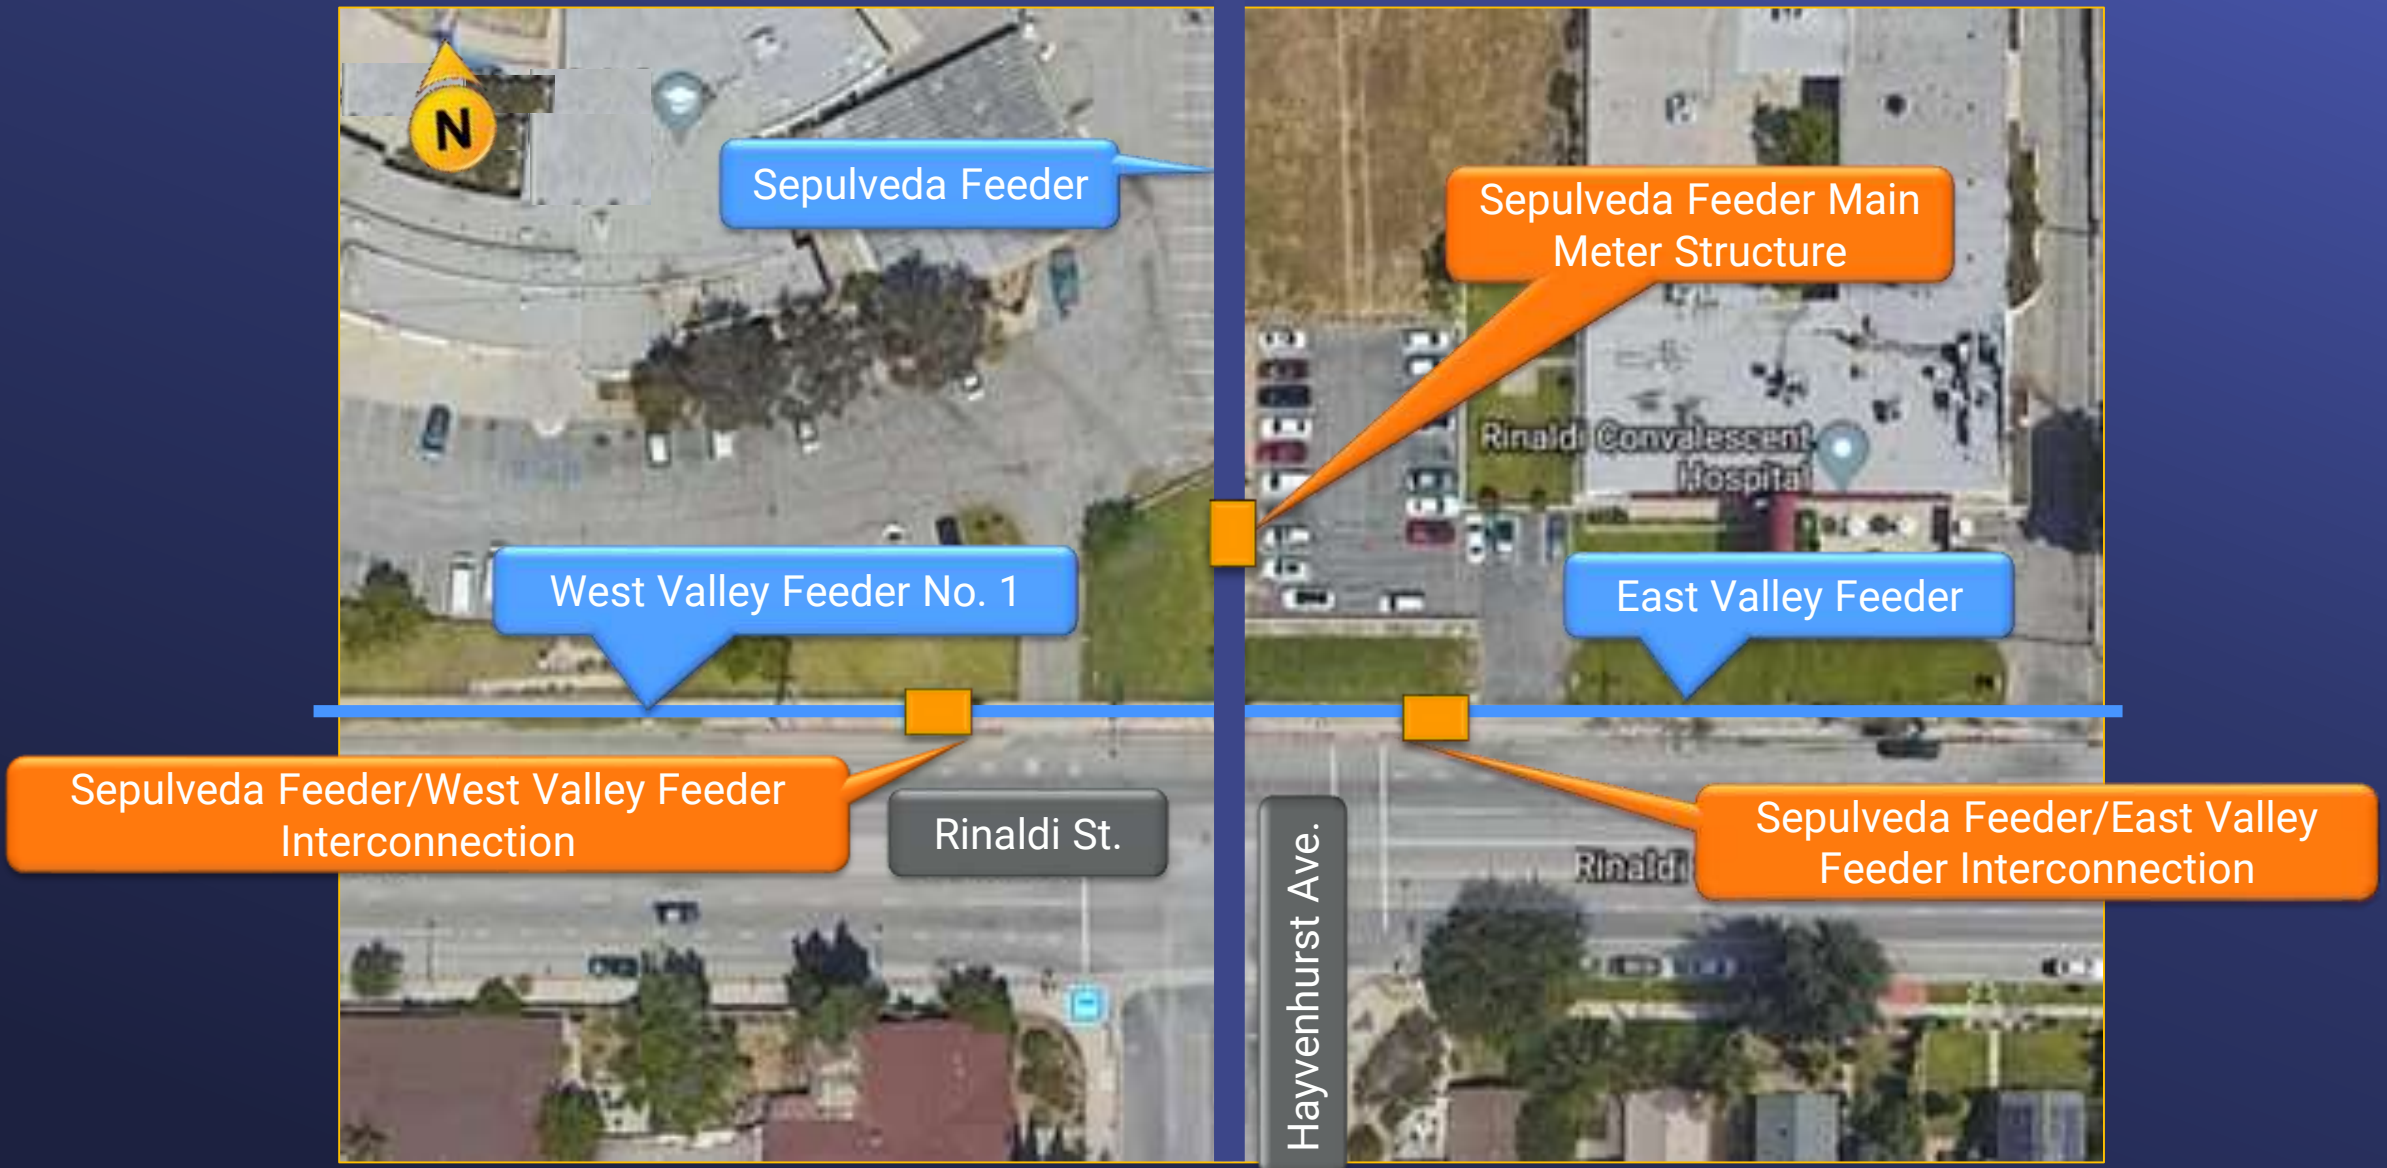 N
Sepulveda Feeder
Sepulveda Feeder Main
Meter Structure
Rinaldi Convalescent
Hospital
West Valley Feeder No. 1
East Valley Feeder
Sepulveda Feeder/West Valley Feeder
Interconnection
Rinaldi St.
Hayvenhurst Ave.
Sepulveda Feeder/East Valley
Feeder Interconnection
Rinaldi